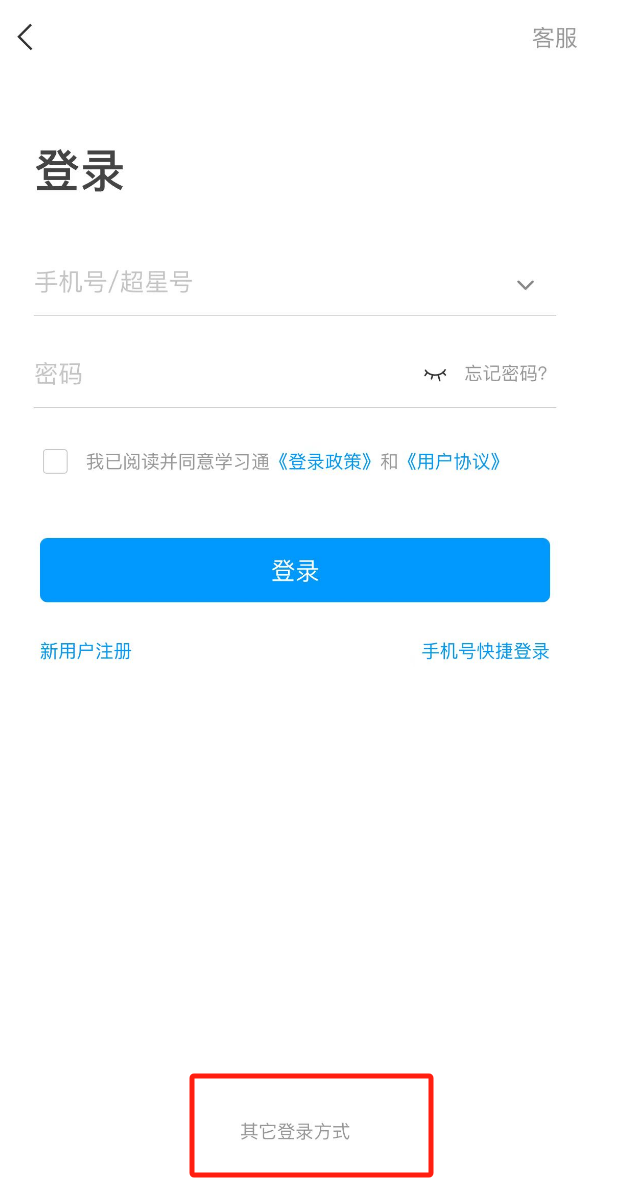 客服
登录
手机号/超星号
密码 忘记密码?
我已阅读并同意学习通《登录政策》和《用户协议》
登录
新用户注册 手机号快捷登录
其它登录方式